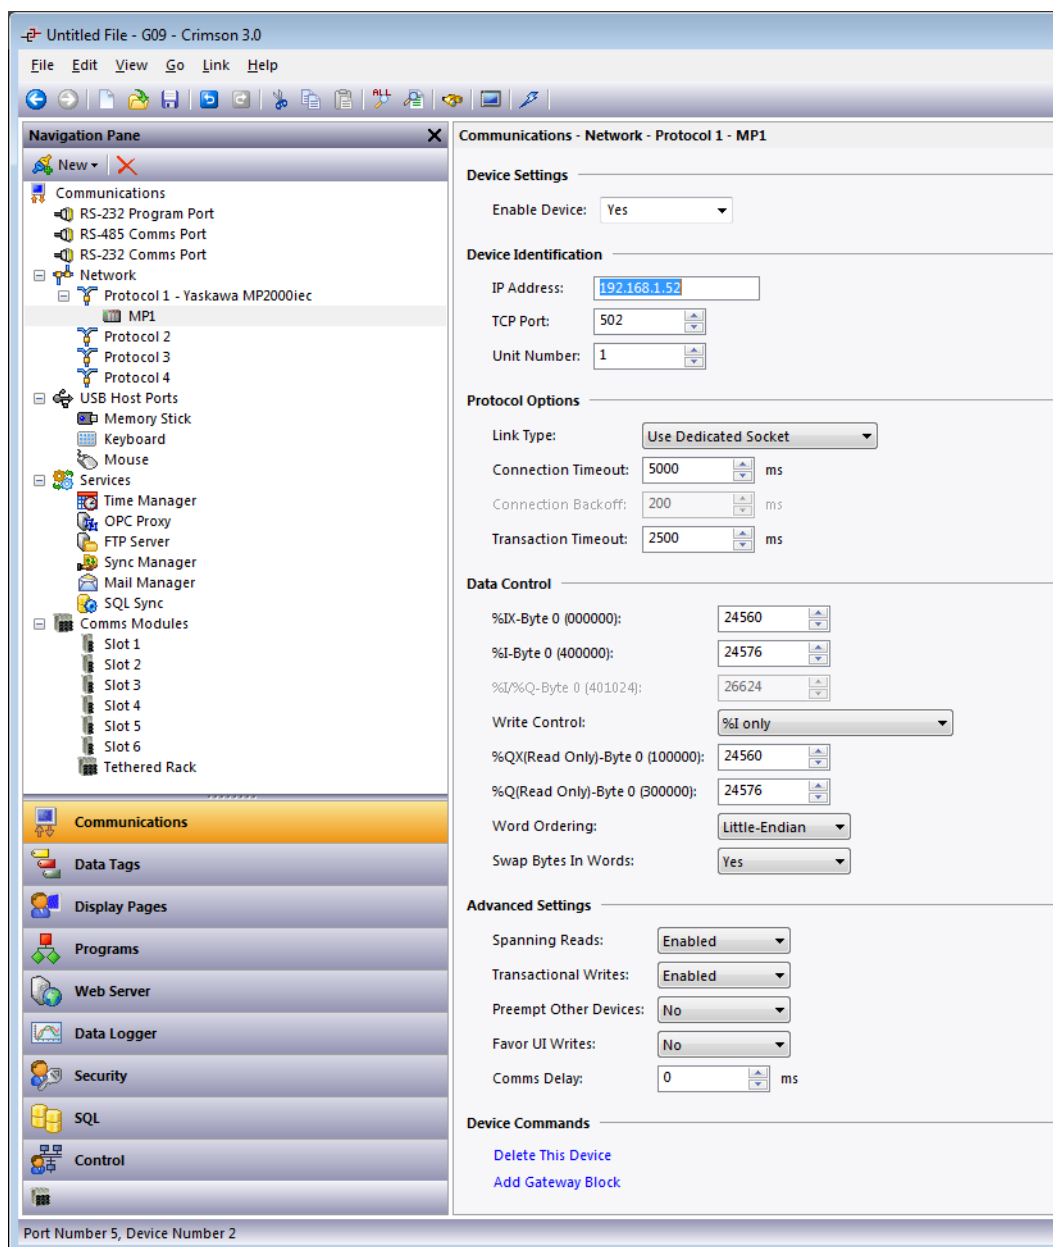 Untitled File - G09 - Crimson 3.0
File Edit View Go Link Help
ALL
Navigation Pane
New
Communications
RS-232 Program Port
RS-485 Comms Port
RS-232 Comms Port
Network
Protocol 1 - Yaskawa MP2000iec
MP1
Protocol 2
Protocol 3
Protocol 4
USB Host Ports
Memory Stick
Keyboard
Mouse
Services
Time Manager
OPC Proxy
FTP Server
Sync Manager
Mail Manager
SQL Sync
Comms Modules
Slot 1
Slot 2
Slot 3
Slot 4
Slot 5
Slot 6
Tethered Rack
Communications
Data Tags
Display Pages
Programs
Web Server
Data Logger
Security
SQL
Control
Communications - Network - Protocol 1 - MP1
Device Settings
Enable Device: Yes
Device Identification
IP Address: 192.168.1.52
TCP Port: 502
Unit Number: 1
Protocol Options
Link Type: Use Dedicated Socket
Connection Timeout: 5000 ms
Connection Backoff: 200 ms
Transaction Timeout: 2500 ms
Data Control
%IX-Byte 0 (000000): 24560
%I-Byte 0 (400000): 24576
%I/%Q-Byte 0 (401024): 26624
Write Control: %I only
%QX(Read Only)-Byte 0 (100000): 24560
%Q(Read Only)-Byte 0 (300000): 24576
Word Ordering: Little-Endian
Swap Bytes In Words: Yes
Advanced Settings
Spanning Reads: Enabled
Transactional Writes: Enabled
Preempt Other Devices: No
Favor UI Writes: No
Comms Delay: 0 ms
Device Commands
Delete This Device
Add Gateway Block
Port Number 5, Device Number 2